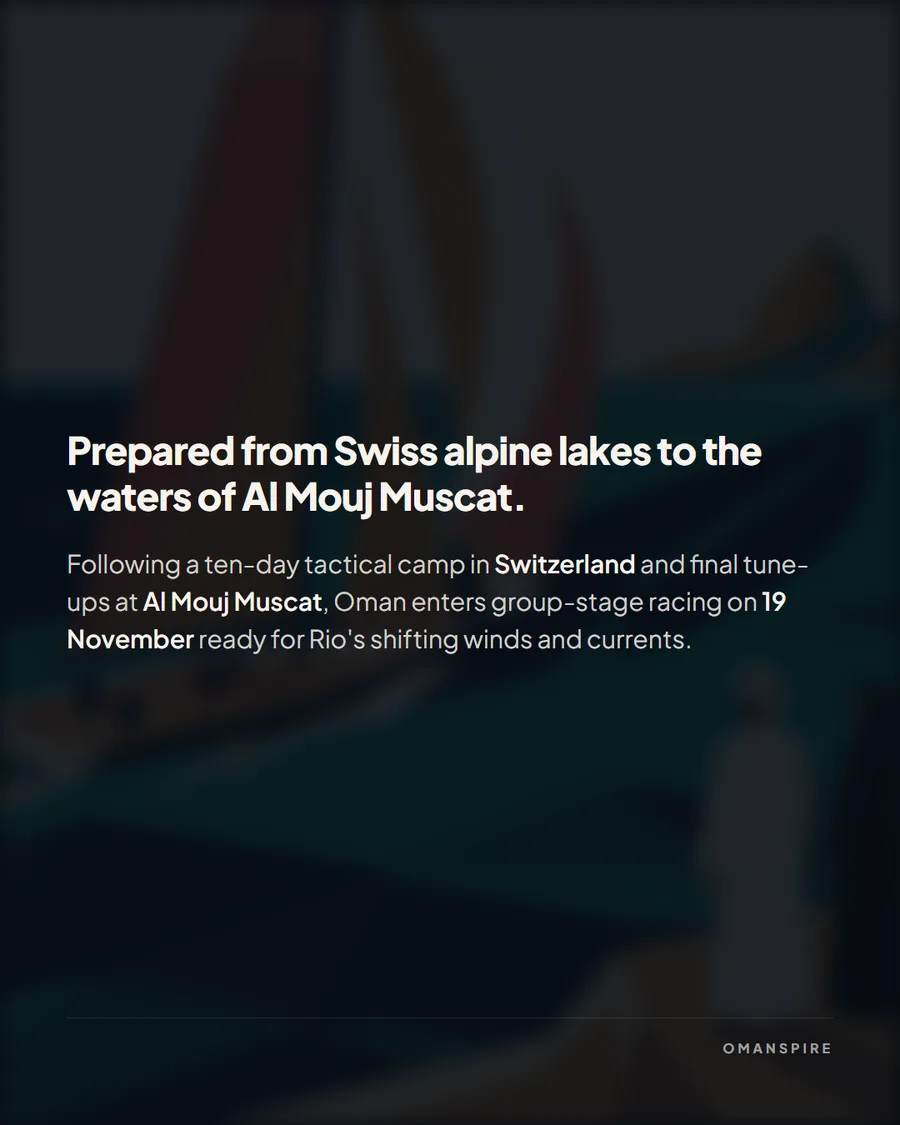 Prepared from Swiss alpine lakes to the
waters of Al Mouj Muscat.
Following a ten-day tactical camp in Switzerland and final tune-
ups at Al Mouj Muscat, Oman enters group-stage racing on 19
November ready for Rio's shifting winds and currents.
OMANSPIRE